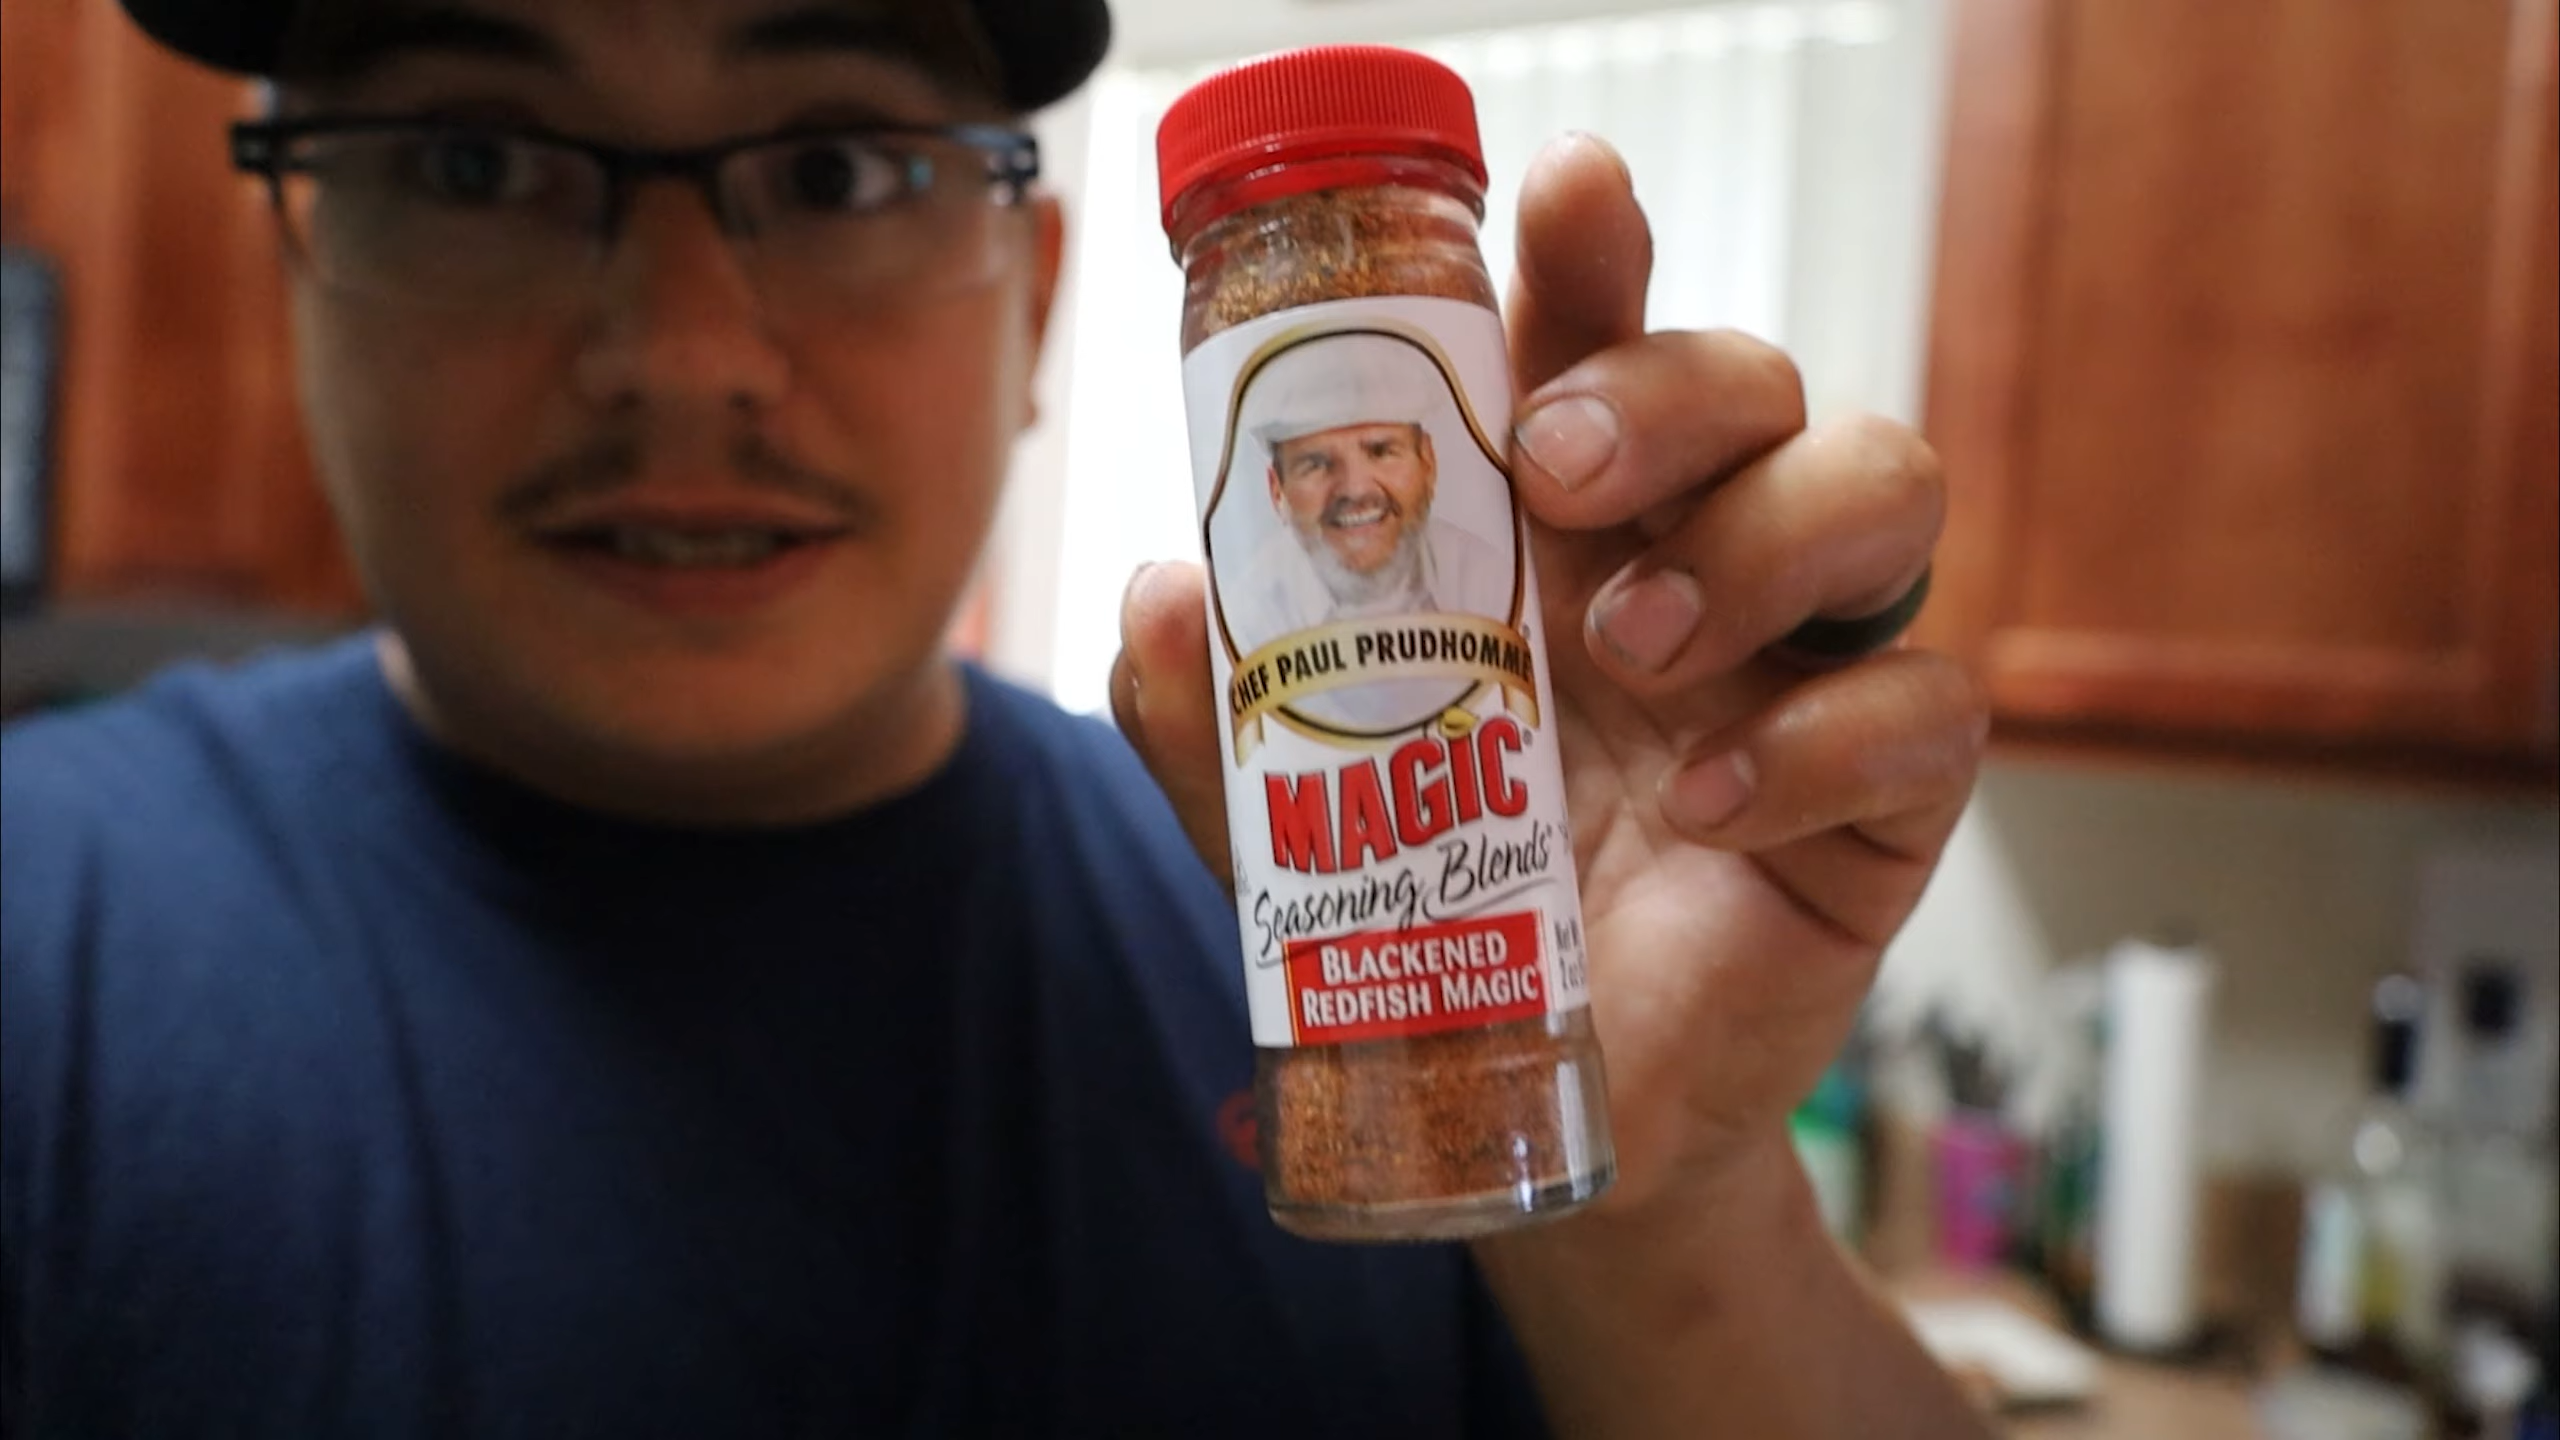 CHEF PAUL PRUDHOMME
MAGIC®
Seasoning Blends®
BLACKENED
REDFISH MAGIC